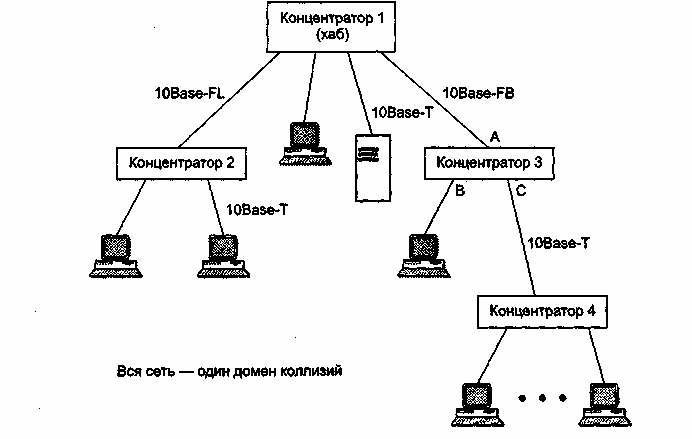 Концентратор 1
(хаб)
10Base-FL
10Base-T
10Base-FB
A
Концентратор 2
Концентратор 3
B
C
10Base-T
10Base-T
Концентратор 4
Вся сеть — один домен коллизий